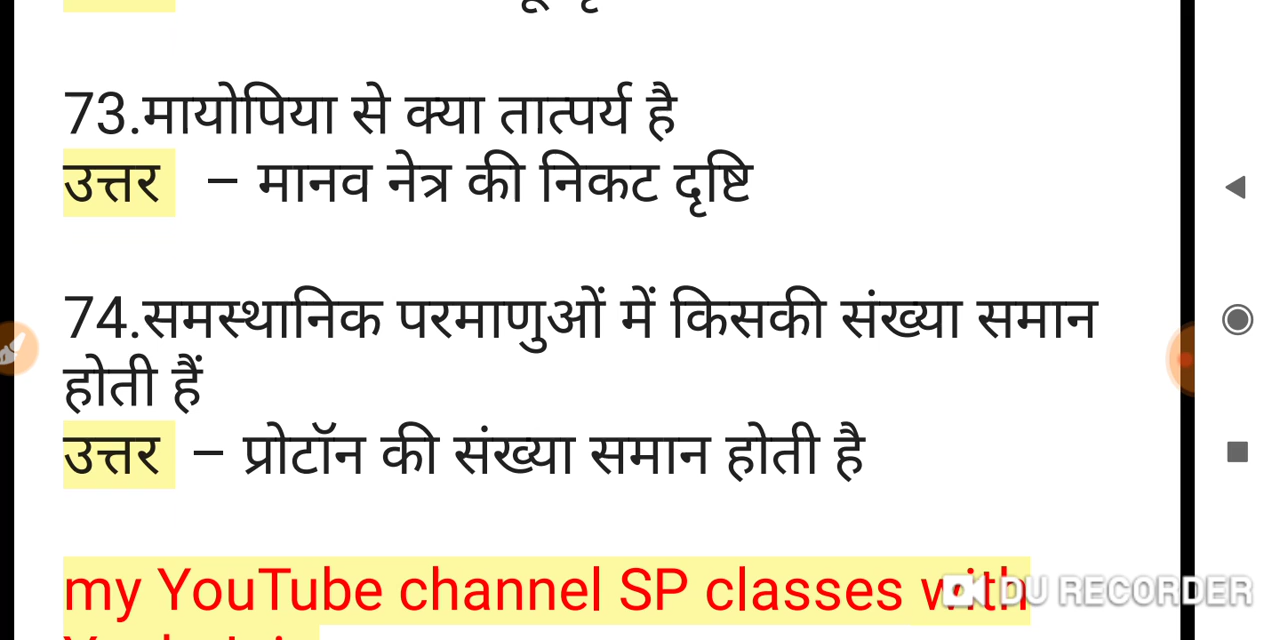 73.मायोपिया से क्या तात्पर्य है
उत्तर – मानव नेत्र की निकट दृष्टि
74.समस्थानिक परमाणुओं में किसकी संख्या समान
होती हैं
उत्तर – प्रोटॉन की संख्या समान होती है
my YouTube channel SP classes with
DU RECORDER